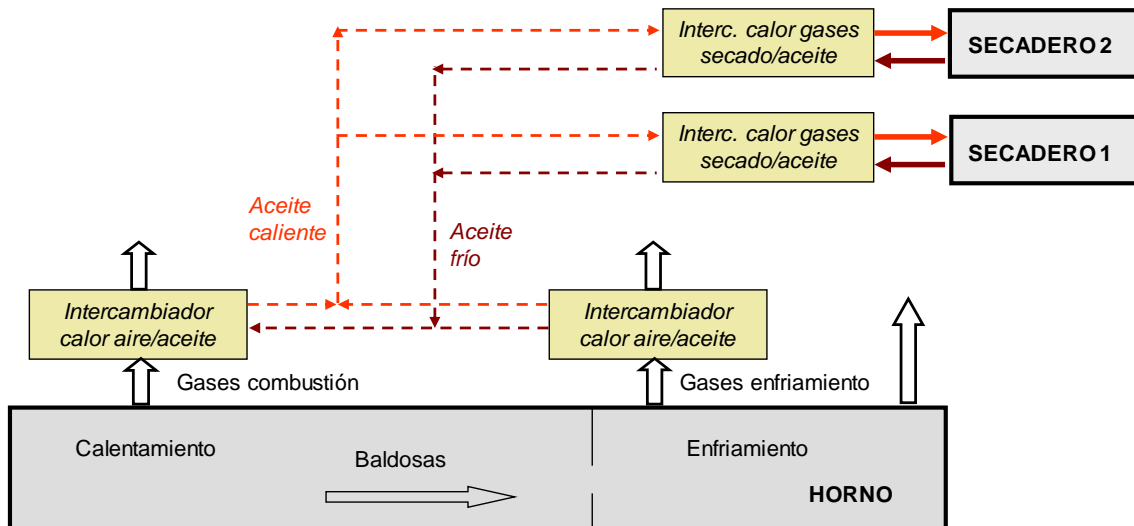 Interc. calor gases
secado/aceite
SECADERO 2
Interc. calor gases
secado/aceite
SECADERO 1
Aceite
caliente
Aceite
frío
Intercambiador
calor aire/aceite
Intercambiador
calor aire/aceite
Gases combustión
Gases enfriamiento
Calentamiento
Baldosas
Enfriamiento
HORNO